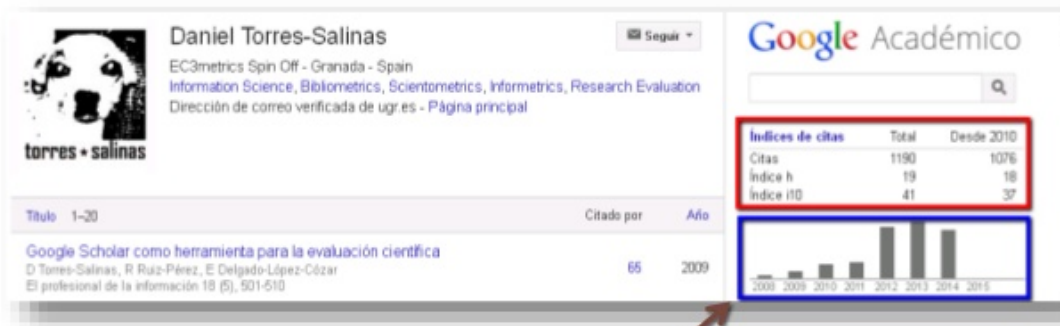 Daniel Torres-Salinas
Seguir
EC3metrics Spin Off - Granada - Spain
Information Science, Bibliometrics, Scientometrics, Informetrics, Research Evaluation
Dirección de correo verificada de ugr.es - Página principal
torres * salinas
Título 1–20 Citado por Año
Google Scholar como herramienta para la evaluación científica 65 2009
D Torres-Salinas, R Ruiz-Pérez, E Delgado-López-Cózar
El profesional de la información 18 (5), 501-510
Google Académico
Índices de citas Total Desde 2010
Citas 1190 1076
Índice h 19 18
Índice i10 41 37
2008 2009 2010 2011 2012 2013 2014 2015